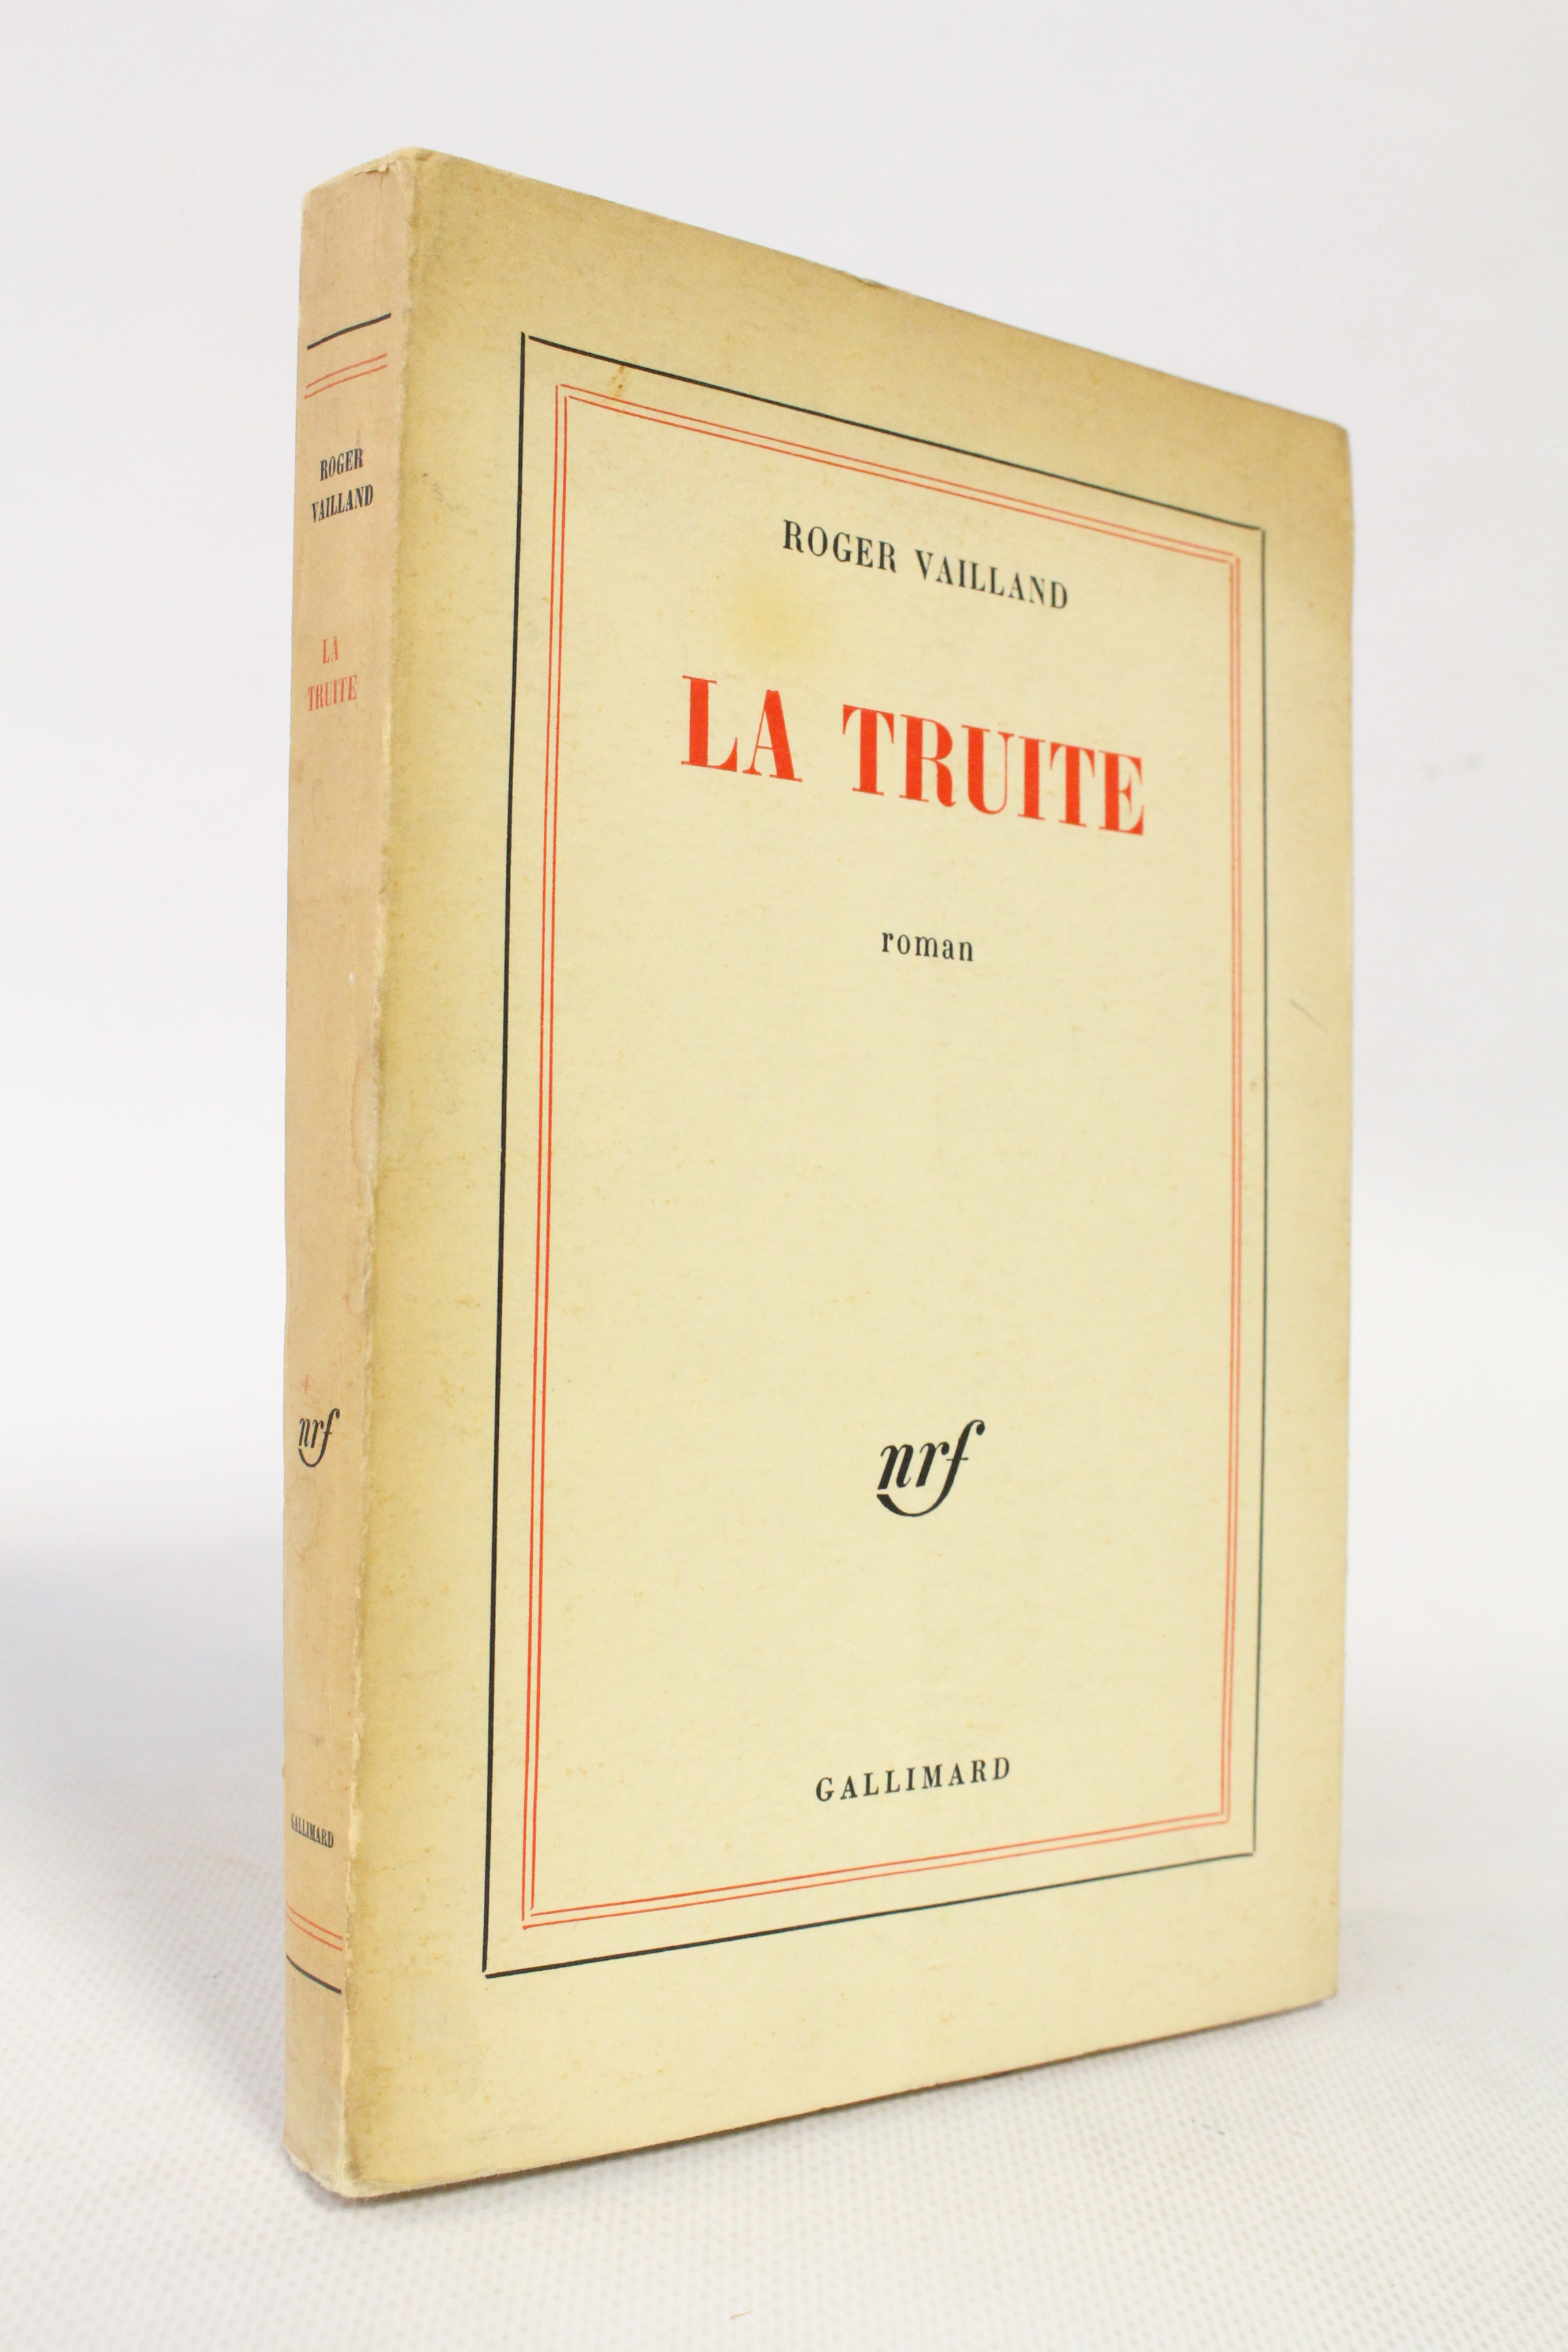 ROGER
VAILLAND
LA
TRUITE
nrf
GALLIMARD
ROGER VAILLAND
LA TRUITE
roman
nrf
GALLIMARD